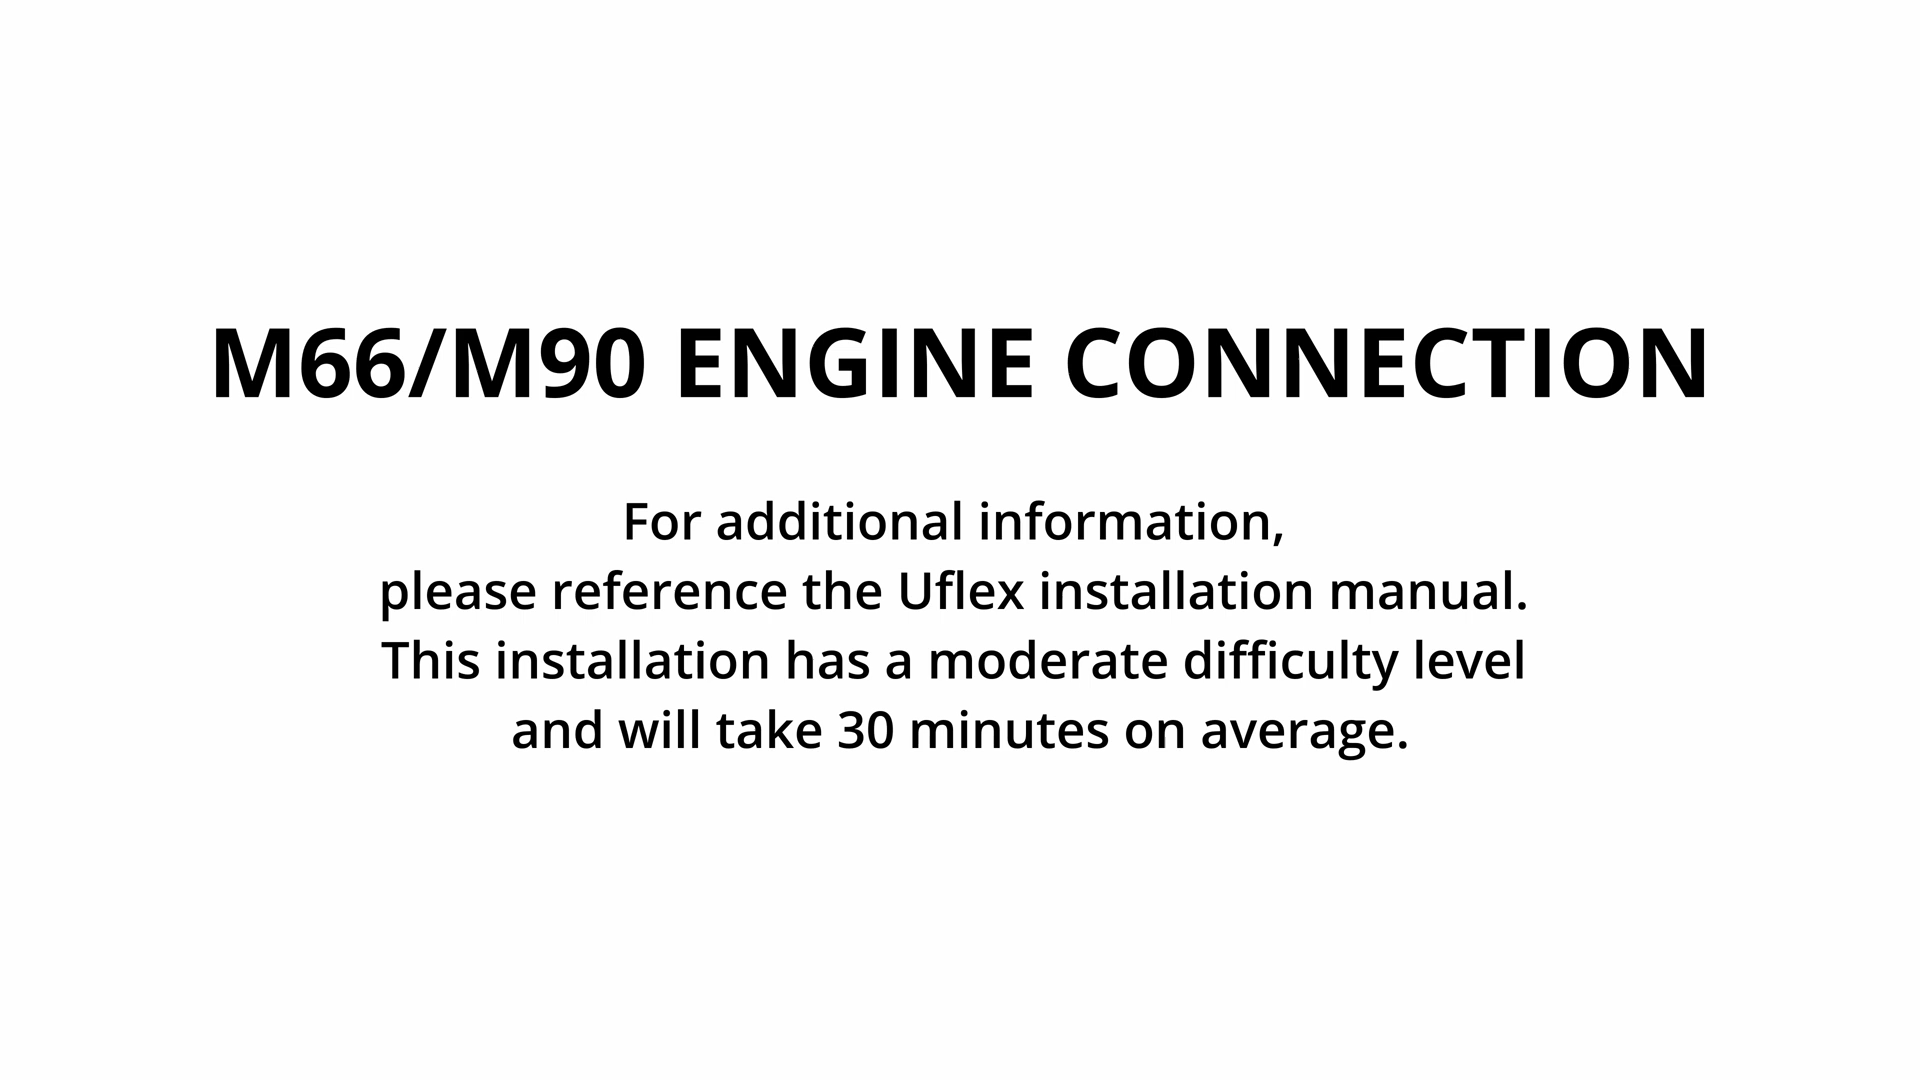 M66/M90 ENGINE CONNECTION
For additional information,
please reference the Uflex installation manual.
This installation has a moderate difficulty level
and will take 30 minutes on average.